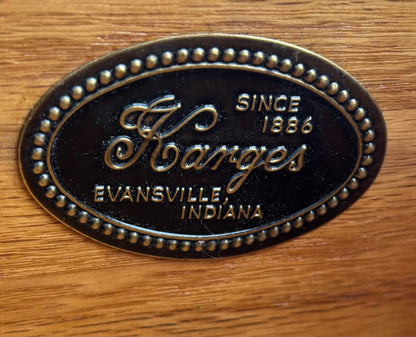 SINCE
1886
Karges
EVANSVILLE,
INDIANA